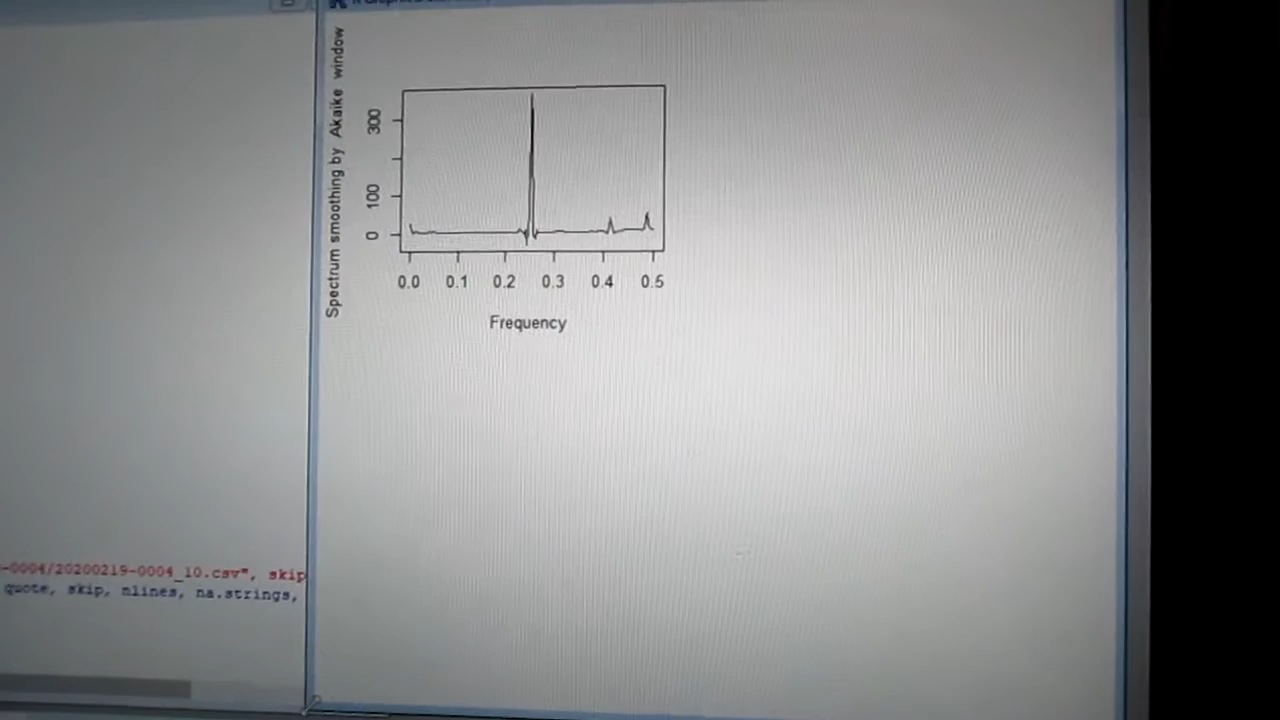 Spectrum smoothing by Akaike window
300
100
0
0.0 0.1 0.2 0.3 0.4 0.5
Frequency
-0004/20200219-0004_10.csv", skip
quote, skip, nlines, na.strings,